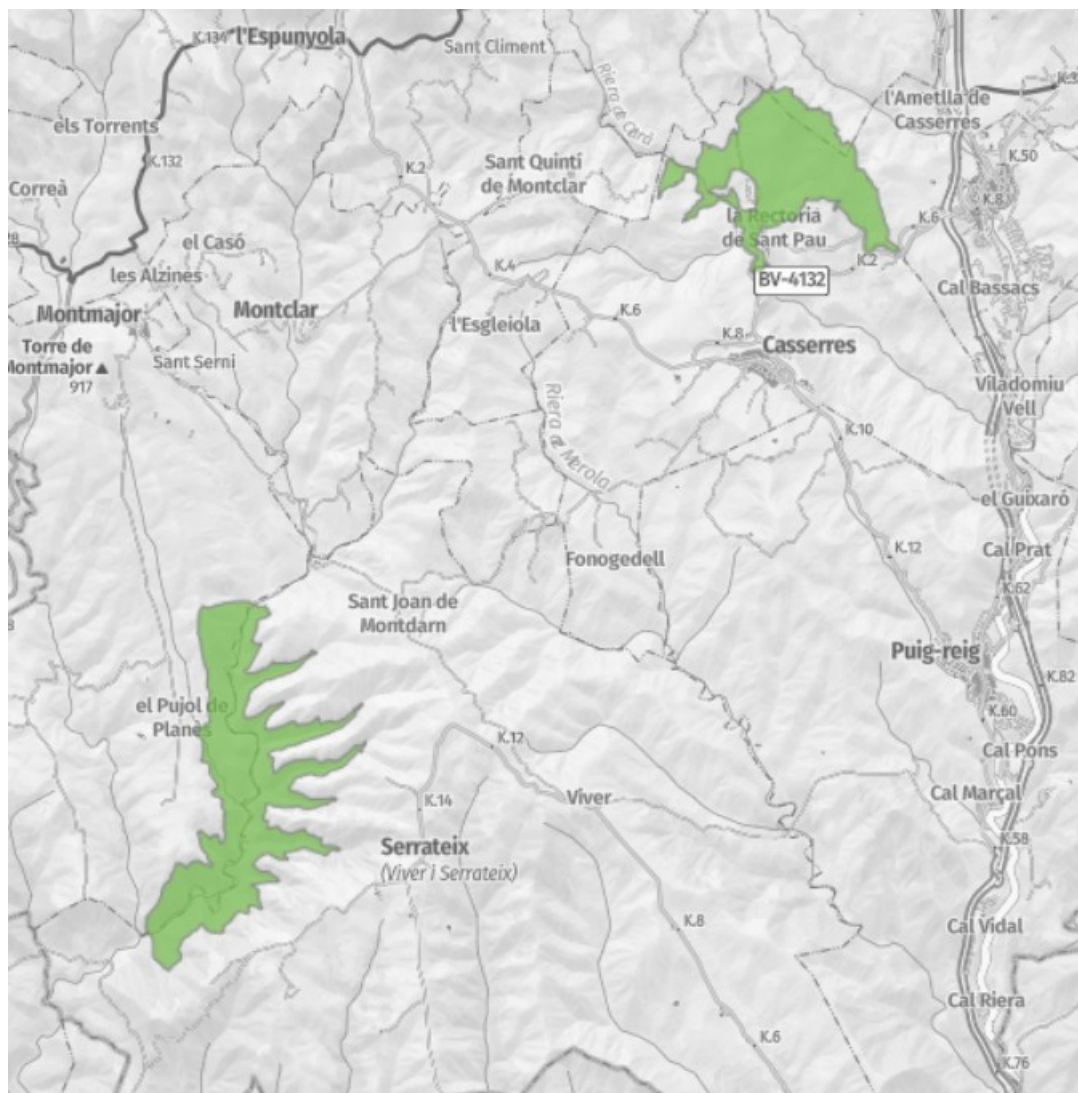 K.134
l'Espunyola
Sant Climent
els Torrents
K.132
Riera de Carà
l'Ametlla de
Casserres
K.50
K.2
Sant Quintí
de Montclar
Correà
K.8
la Rectoria
de Sant Pau
K.6
el Casó
les Alzines
K.4
K.2
BV-4132
Cal Bassacs
Montmajor
Montclar
l'Esgleiola
K.6
K.8
Casserres
Torre de
Montmajor
917
Sant Serni
Viladomiu
Vell
Riera de Merola
K.10
el Guixaró
Fonogedell
K.12
Cal Prat
K.62
Sant Joan de
Montdarn
Puig-reig
K.82
el Pujol de
Planès
K.60
K.12
Cal Pons
K.14
Viver
Cal Marçal
Serrateix
(Viver i Serrateix)
K.58
K.8
Cal Vidal
Cal Riera
K.6
K.76